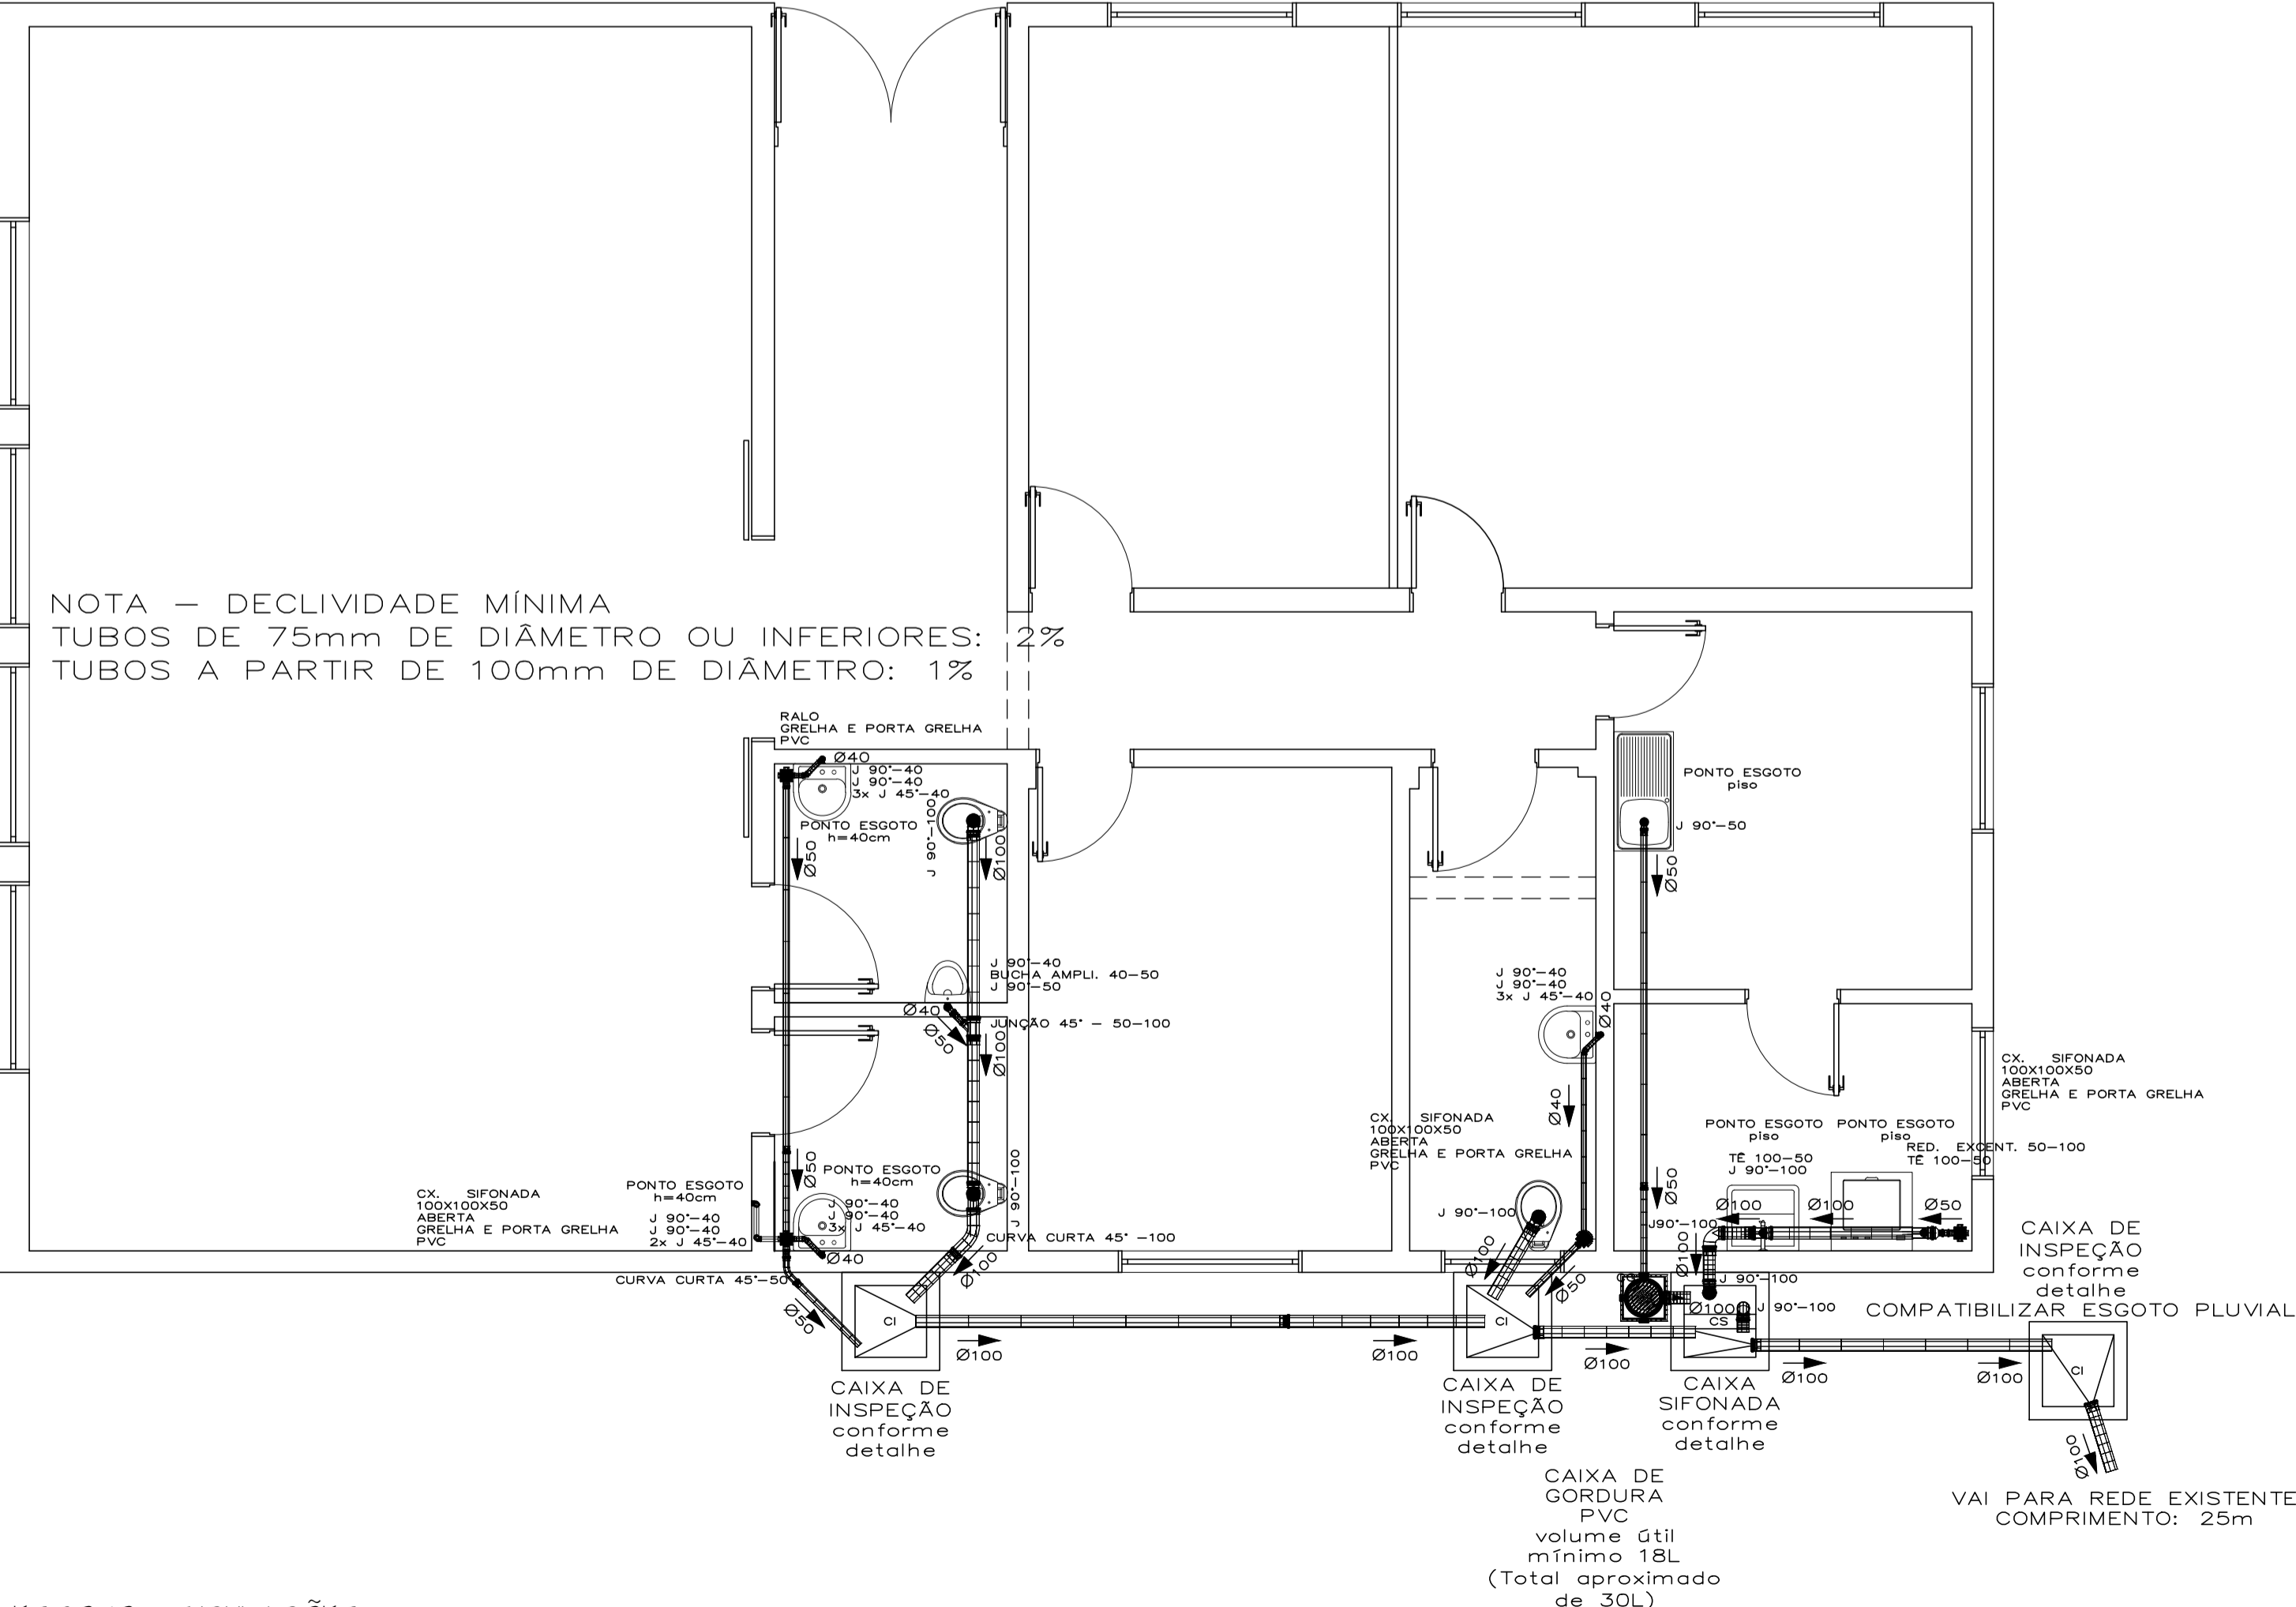 NOTA — DECLIVIDADE MÍNIMA
TUBOS DE 75mm DE DIÂMETRO OU INFERIORES: 2%
TUBOS A PARTIR DE 100mm DE DIÂMETRO: 1%
RALO
GRELHA E PORTA GRELHA
PVC
Ø40
J 90°-40
J 90°-40
3x J 45°-40
PONTO ESGOTO
h=40cm
J 90°-100
Ø50
Ø100
J 90°-40
BUCHA AMPLI. 40-50
J 90°-50
Ø40
Ø50
JUNÇÃO 45° - 50-100
Ø100
Ø50
PONTO ESGOTO
h=40cm
J 90°-40
J 90°-40
3x J 45°-40
Ø40
J 90°-100
CURVA CURTA 45° -100
Ø100
PONTO ESGOTO
h=40cm
J 90°-40
J 90°-40
2x J 45°-40
CX. SIFONADA
100X100X50
ABERTA
GRELHA E PORTA GRELHA
PVC
CURVA CURTA 45°-50
Ø50
CI
Ø100
CAIXA DE
INSPEÇÃO
conforme
detalhe
Ø100
J 90°-40
J 90°-40
3x J 45°-40
Ø40
Ø40
CX. SIFONADA
100X100X50
ABERTA
GRELHA E PORTA GRELHA
PVC
J 90°-100
Ø100
Ø50
CI
CAIXA DE
INSPEÇÃO
conforme
detalhe
Ø100
PONTO ESGOTO
piso
J 90°-50
Ø50
Ø50
PONTO ESGOTO
piso
TÊ 100-50
J 90°-100
PONTO ESGOTO
piso
RED. EXCENT. 50-100
TÊ 100-50
CX. SIFONADA
100X100X50
ABERTA
GRELHA E PORTA GRELHA
PVC
Ø100
Ø100
Ø50
J90°-100
Ø100
J 90°-100
Ø100
J 90°-100
CS
CAIXA
SIFONADA
conforme
detalhe
CAIXA DE
GORDURA
PVC
volume útil
mínimo 18L
(Total aproximado
de 30L)
CAIXA DE
INSPEÇÃO
conforme
detalhe
COMPATIBILIZAR ESGOTO PLUVIAL
Ø100
Ø100
CI
Ø100
VAI PARA REDE EXISTENTE
COMPRIMENTO: 25m